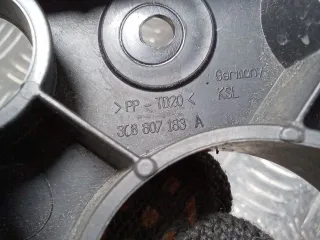 Germany
KSL
>PP-TD20<
3C8 807 183 A